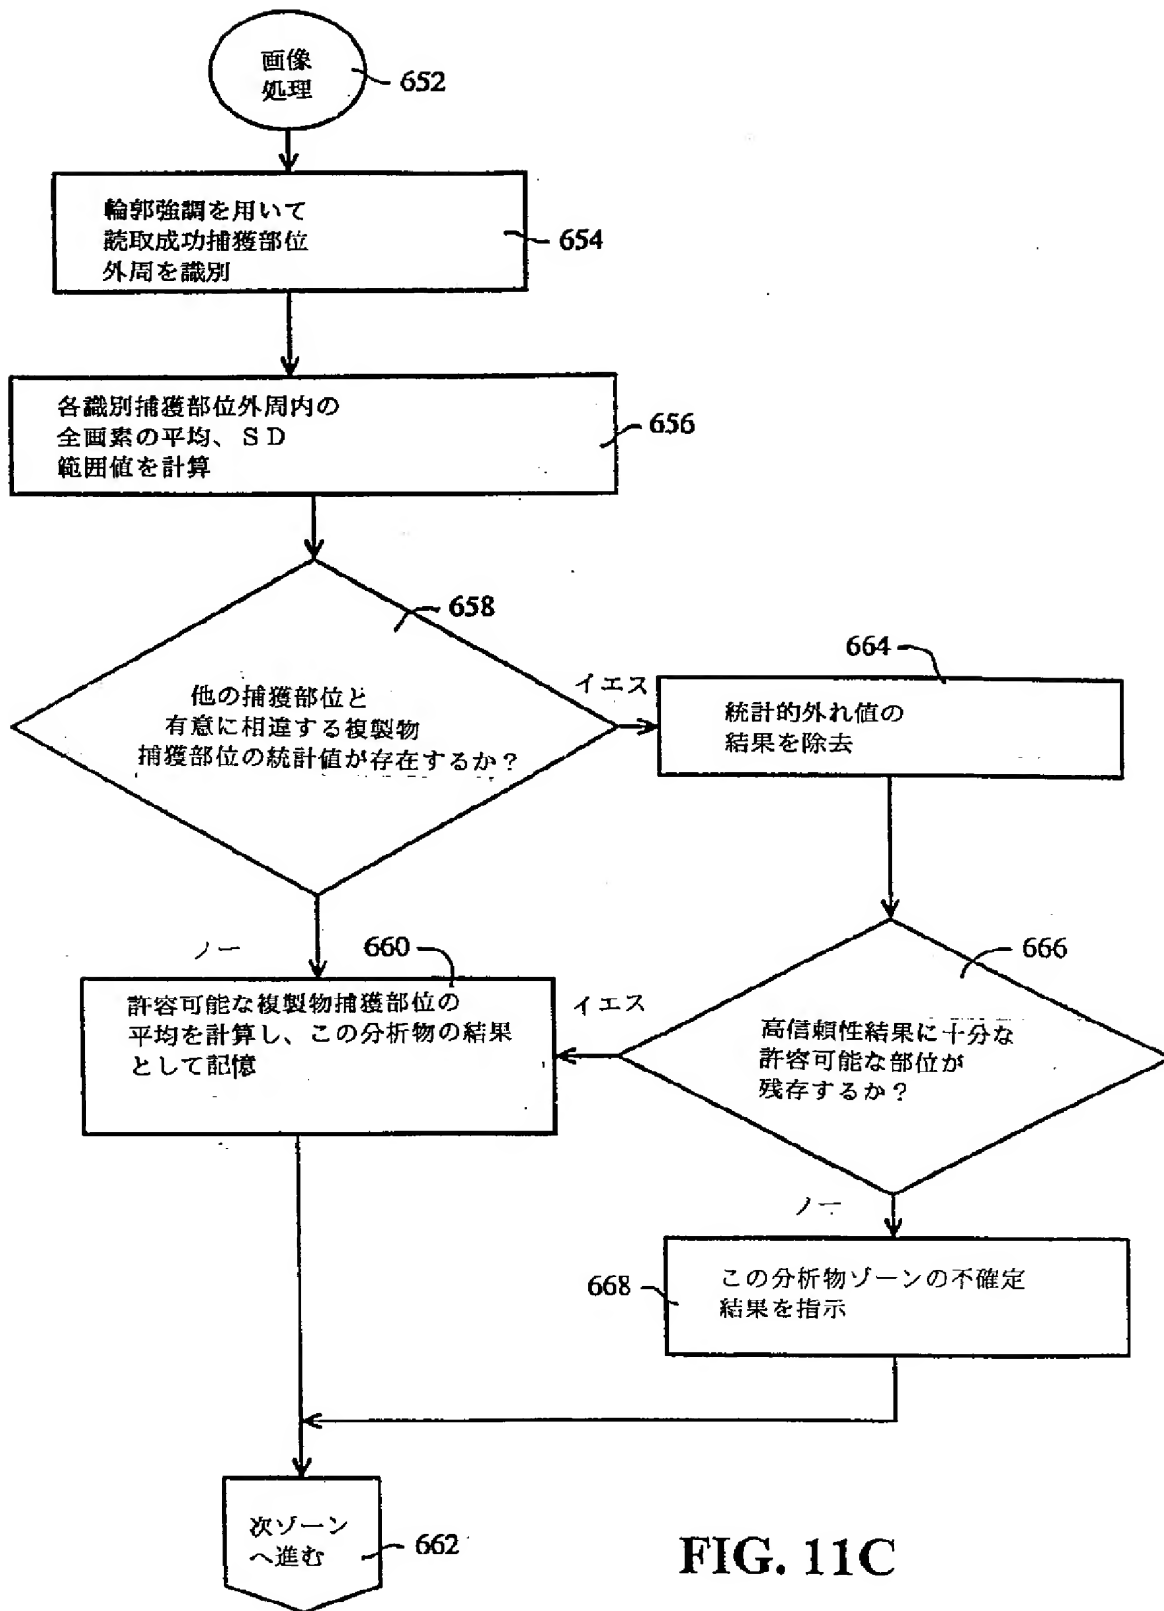 画像
処理
652
輪郭強調を用いて
読取成功捕獲部位
外周を識別
654
各識別捕獲部位外周内の
全画素の平均、SD
範囲値を計算
656
658
他の捕獲部位と
有意に相違する複製物
捕獲部位の統計値が存在するか?
イエス
664
統計的外れ値の
結果を除去
ノー
660
許容可能な複製物捕獲部位の
平均を計算し、この分析物の結果
として記憶
イエス
666
高信頼性結果に十分な
許容可能な部位が
残存するか?
ノー
668
この分析物ゾーンの不確定
結果を指示
次ゾーン
へ進む
662
FIG. 11C